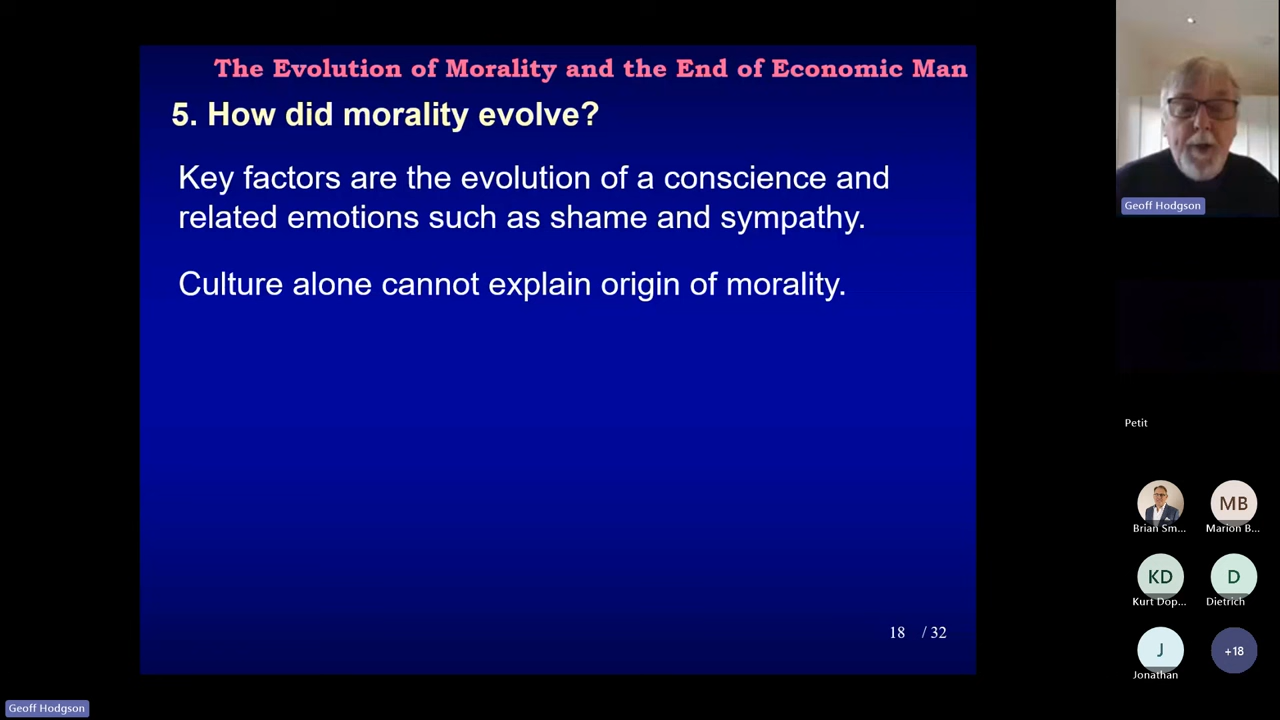 The Evolution of Morality and the End of Economic Man
5. How did morality evolve?
Key factors are the evolution of a conscience and
related emotions such as shame and sympathy.
Culture alone cannot explain origin of morality.
18 / 32
Geoff Hodgson
Petit
MB
Brian Sm...
Marion B...
KD
D
Kurt Dop...
Dietrich
J
+18
Jonathan
Geoff Hodgson